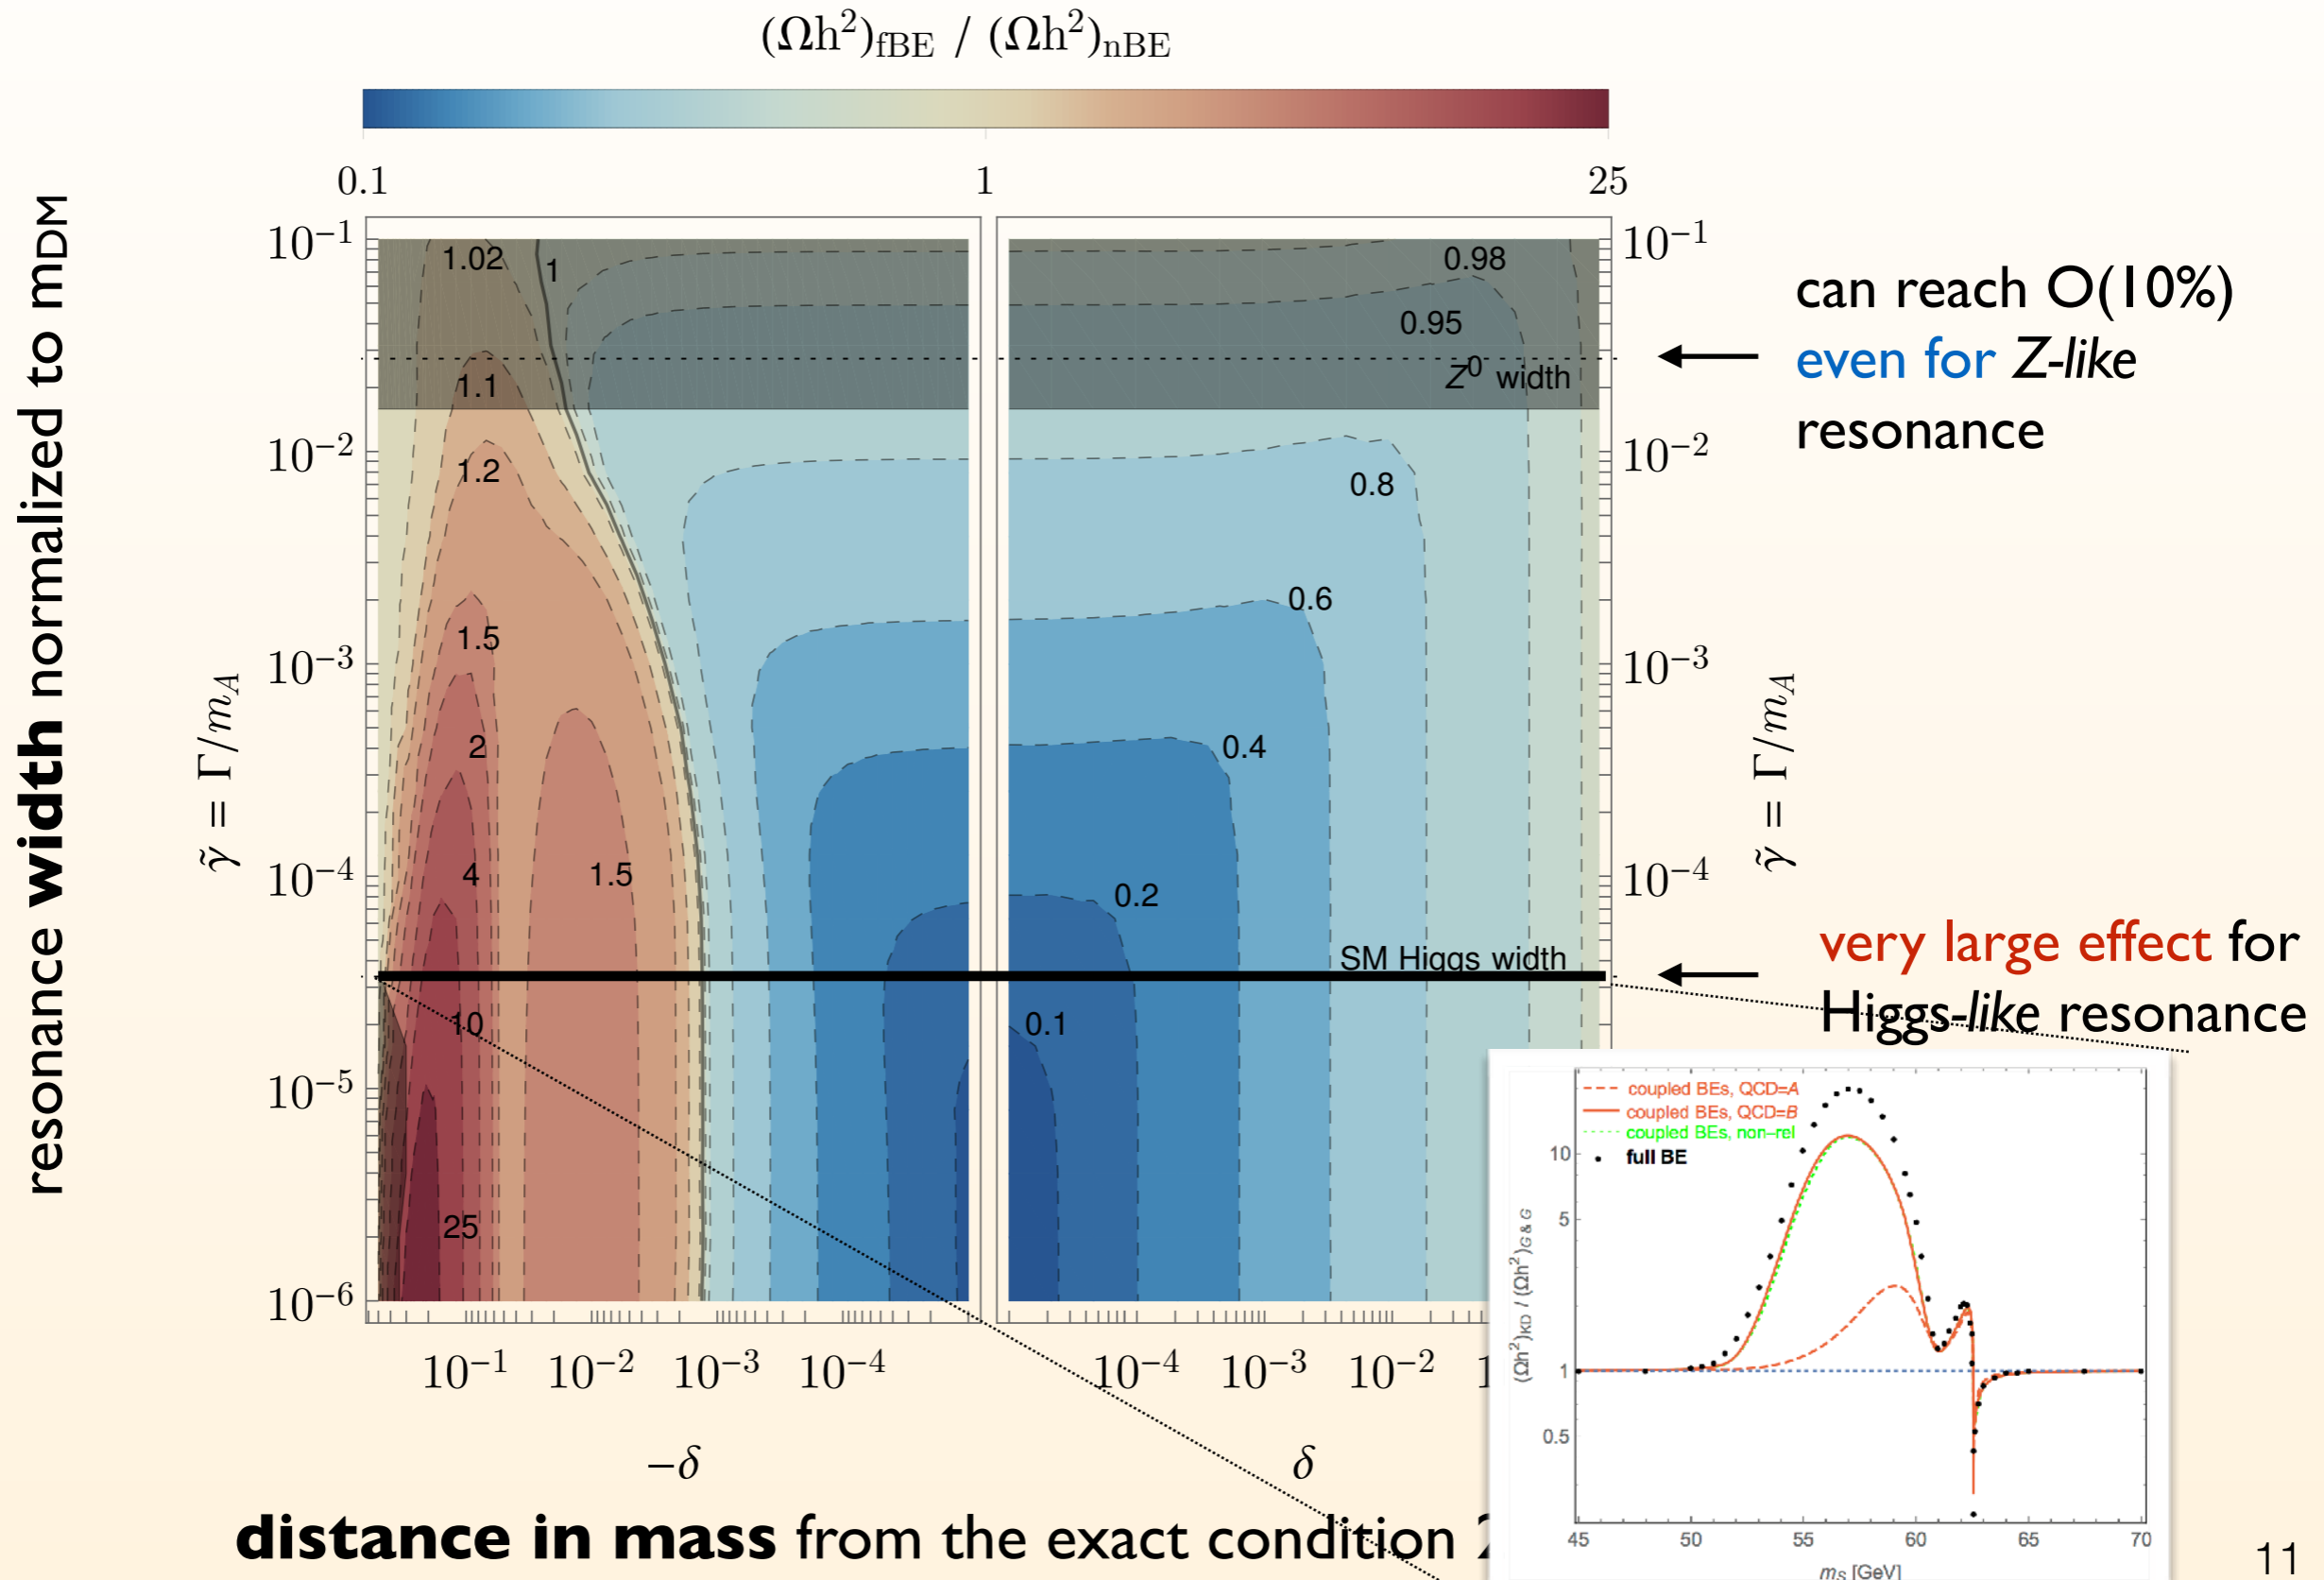 (Ωh²)fBE / (Ωh²)nBE
0.1 1 25
resonance width normalized to mDM
γ̃ = Γ/mA
10⁻¹
10⁻²
10⁻³
10⁻⁴
10⁻⁵
10⁻⁶
1.02
1
1.1
1.2
1.5
2
4
1.5
10
25
0.98
0.95
Z⁰ width
0.8
0.6
0.4
0.2
SM Higgs width
0.1
10⁻¹
10⁻²
10⁻³
10⁻⁴
γ̃ = Γ/mA
can reach O(10%)
even for Z-like
resonance
very large effect for
Higgs-like resonance
10⁻¹ 10⁻² 10⁻³ 10⁻⁴
10⁻⁴ 10⁻³ 10⁻²
−δ
δ
distance in mass from the exact condition
coupled BEs, QCD=A
coupled BEs, QCD=B
coupled BEs, non-rel
full BE
(Ωh²)KD / (Ωh²)G & G
10
5
1
0.5
45 50 55 60 65 70
mS [GeV]
11